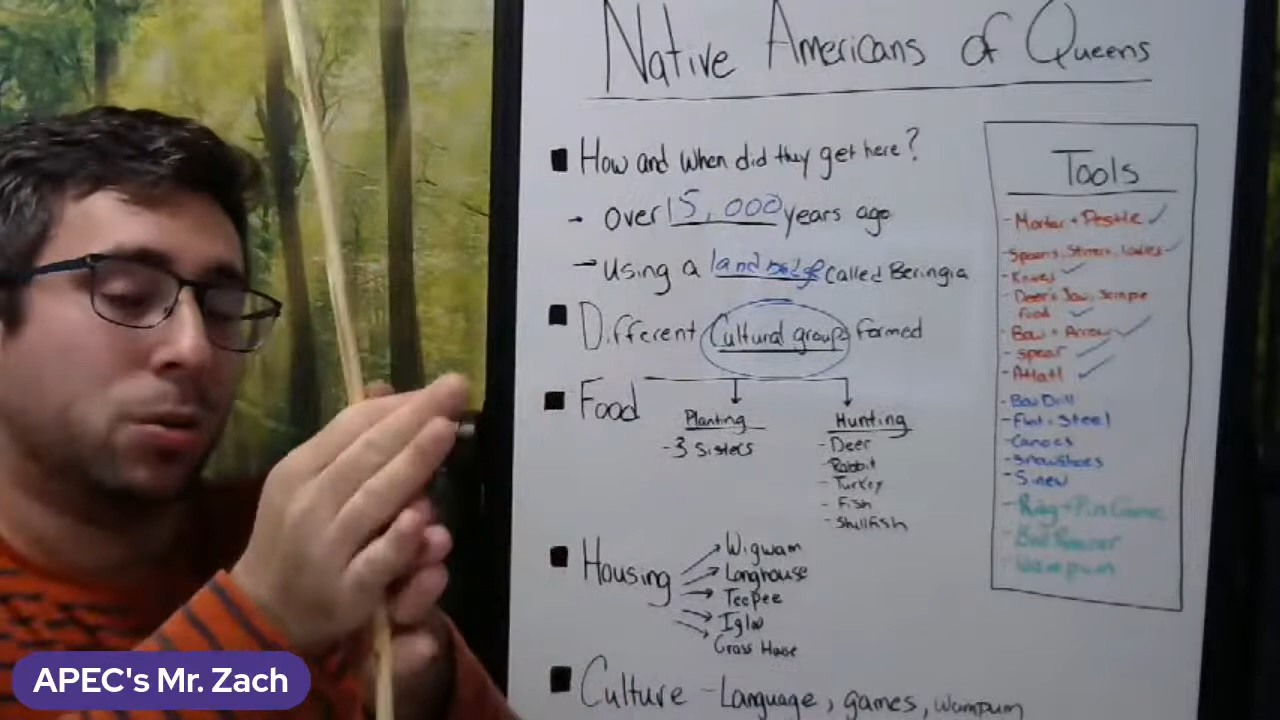 Native Americans of Queens
How and when did they get here?
- over 15,000 years ago
- Using a land bridge called Beringia
Different Cultural groups formed
Food
Planting
- 3 Sisters
Hunting
- Deer
- Rabbit
- Turkey
- Fish
- Shellfish
Housing
Wigwam
Longhouse
Teepee
Igloo
Grass House
Culture - Language, games, wampum
Tools
- Mortar + Pestle ✓
- Spoons, Stirrers, Ladles ✓
- Knives ✓
- Deer's Jaw, Scrape
food ✓
- Bow + Arrow ✓
- Spear ✓
- Atlatl ✓
- Bow Drill
- Flint + Steel
- Canoes
- Snowshoes
- Sinew
- Ring + Pin Game
- Wampum
APEC's Mr. Zach